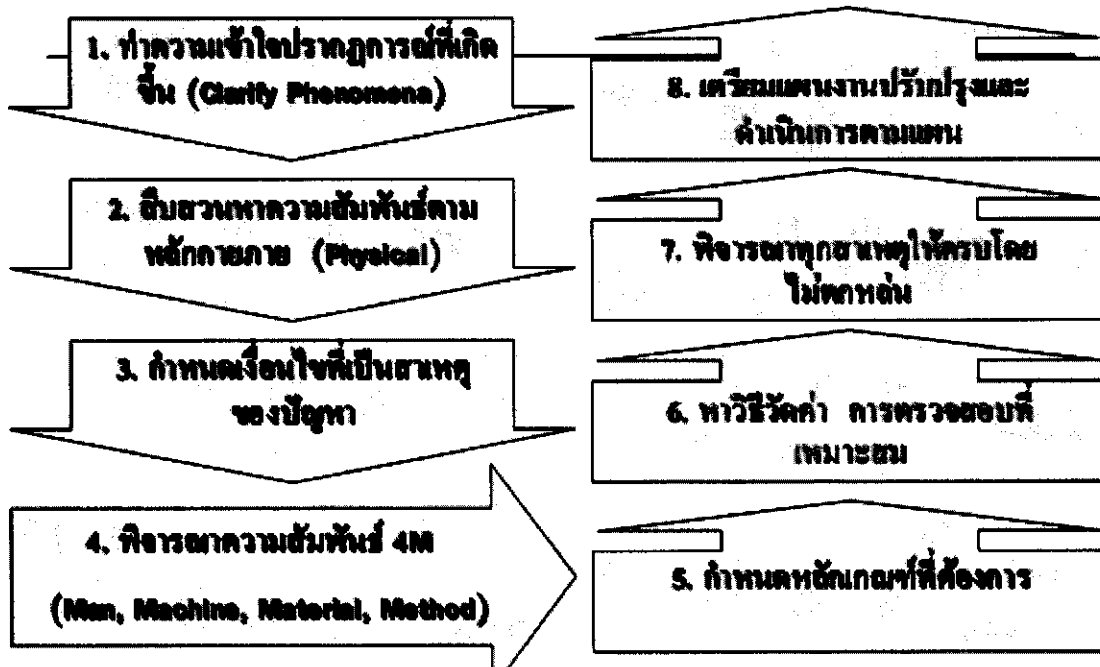 1. ทำความเข้าใจปรากฏการณ์ที่เกิด
ขึ้น (Clarify Phenomena)
2. สืบสวนหาความสัมพันธ์ตาม
หลักกายภาย (Physical)
3. กำหนดเงื่อนไขที่เป็นสาเหตุ
ของปัญหา
4. พิจารณาความสัมพันธ์ 4M
(Man, Machine, Material, Method)
5. กำหนดหลักเกณฑ์ที่ต้องการ
6. หาวิธีวัดค่า การตรวจสอบที่
เหมาะสม
7. พิจารณาทุกสาเหตุให้ครบโดย
ไม่ตกหล่น
8. เตรียมแผนงานปรับปรุงและ
ดำเนินการตามแผน